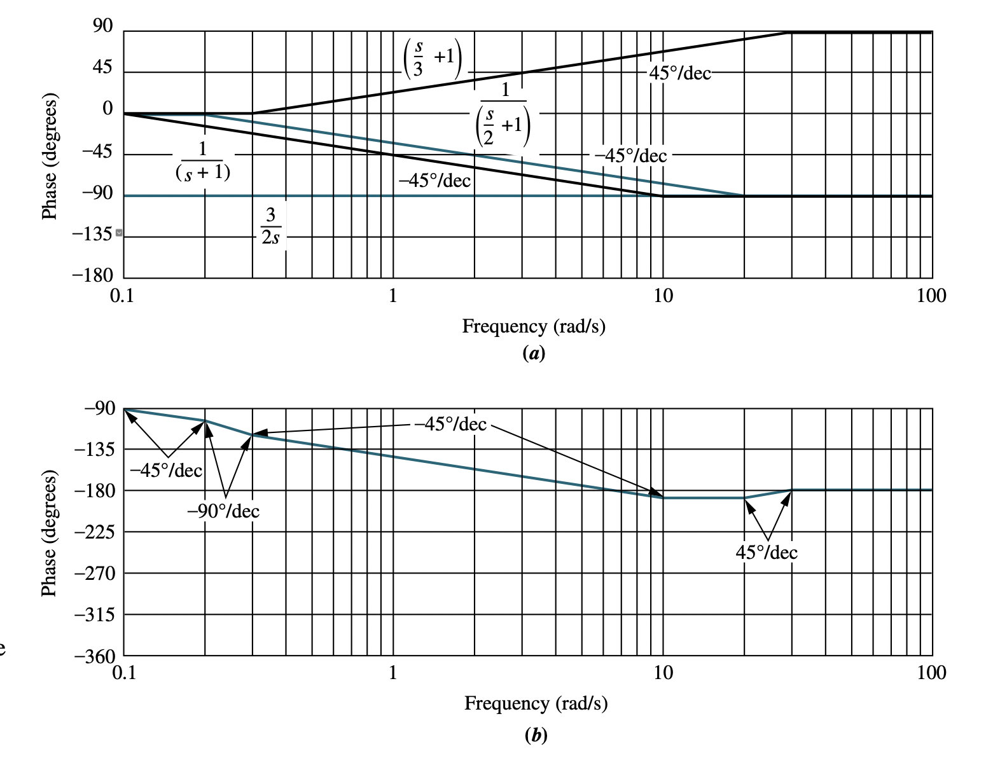 90
45
0
−45
−90
−135
−180
Phase (degrees)
(s/3 +1)
45°/dec
1/(s/2 +1)
−45°/dec
1/(s + 1)
−45°/dec
3/2s
0.1 1 10 100
Frequency (rad/s)
(a)
−90
−135
−180
−225
−270
−315
−360
Phase (degrees)
−45°/dec
−45°/dec
−90°/dec
45°/dec
e
0.1 1 10 100
Frequency (rad/s)
(b)